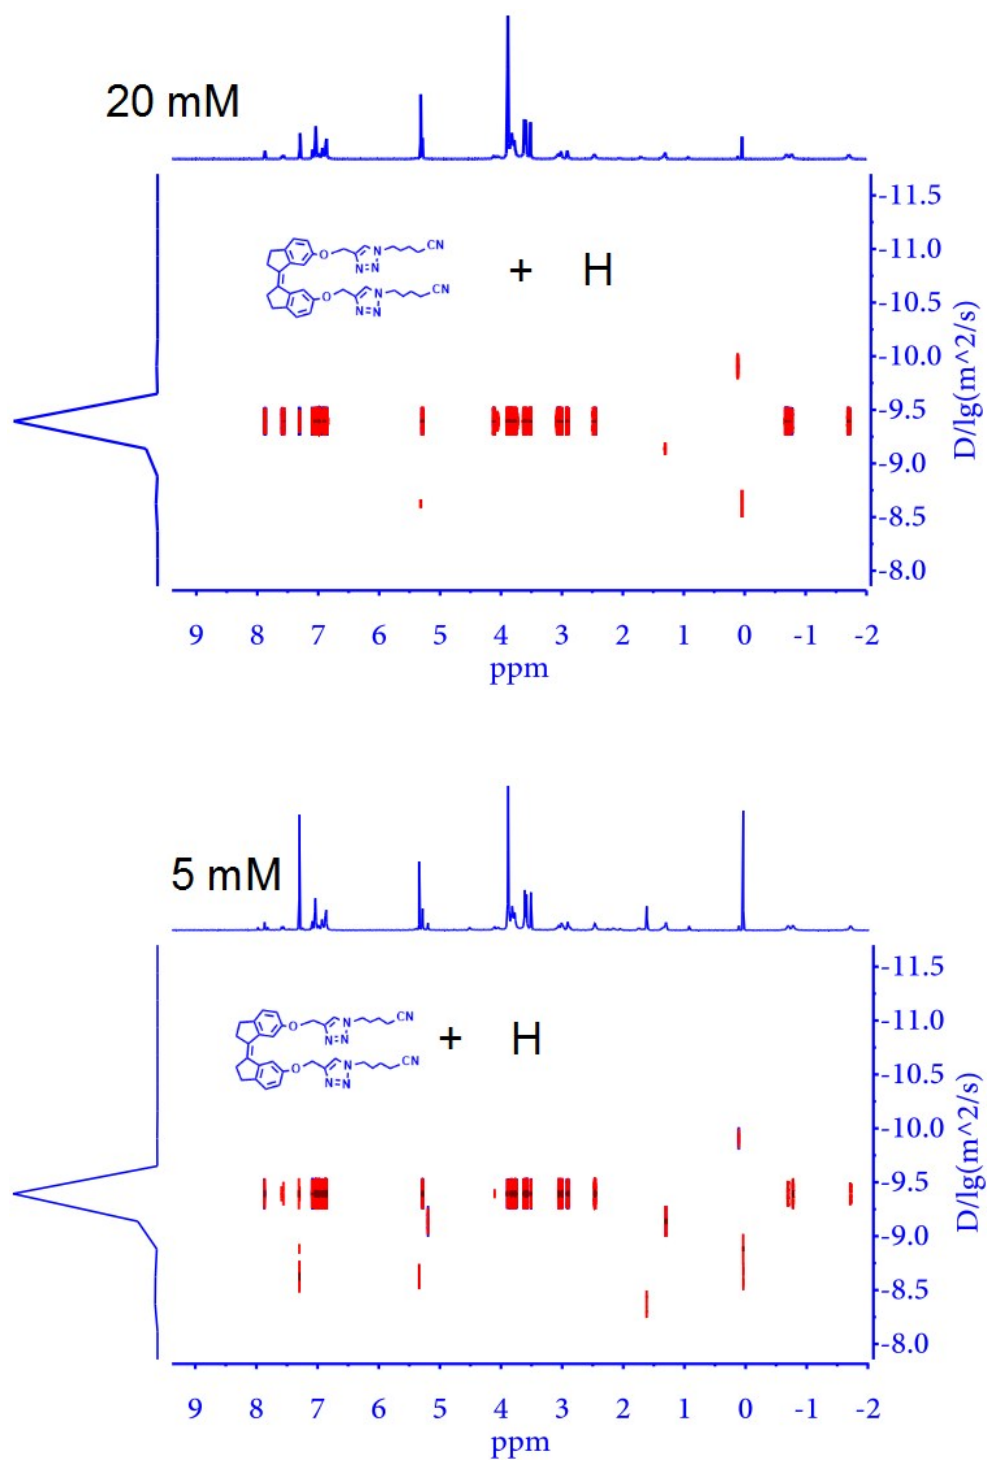 20 mM
-11.5
-11.0
-10.5
-10.0
-9.5
-9.0
-8.5
-8.0
D/lg(m^2/s)
O
N
N=N
CN
O
N
N=N
CN
+ H
9 8 7 6 5 4 3 2 1 0 -1 -2
ppm
5 mM
-11.5
-11.0
-10.5
-10.0
-9.5
-9.0
-8.5
-8.0
D/lg(m^2/s)
O
N
N=N
CN
O
N
N=N
CN
+ H
9 8 7 6 5 4 3 2 1 0 -1 -2
ppm